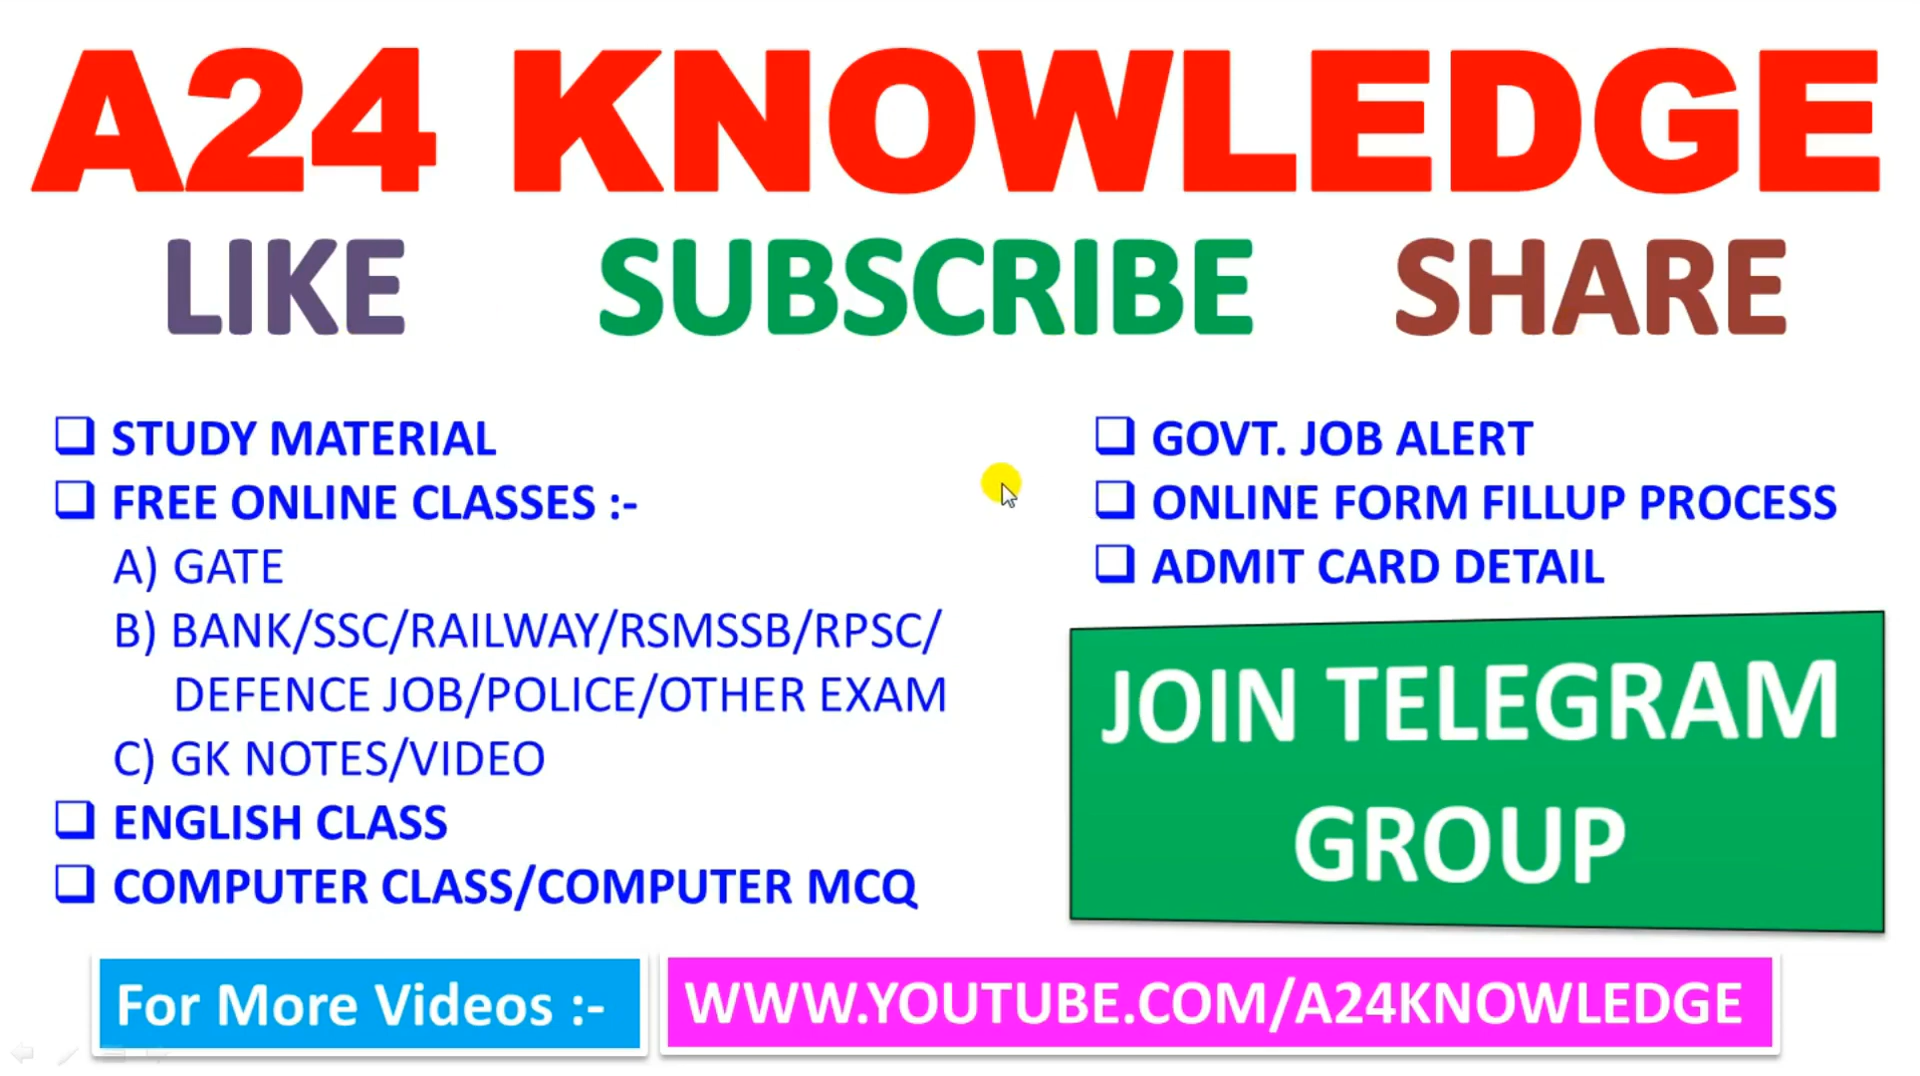 A24 KNOWLEDGE
LIKE SUBSCRIBE SHARE
STUDY MATERIAL
FREE ONLINE CLASSES :-
A) GATE
B) BANK/SSC/RAILWAY/RSMSSB/RPSC/
DEFENCE JOB/POLICE/OTHER EXAM
C) GK NOTES/VIDEO
ENGLISH CLASS
COMPUTER CLASS/COMPUTER MCQ
GOVT. JOB ALERT
ONLINE FORM FILLUP PROCESS
ADMIT CARD DETAIL
JOIN TELEGRAM
GROUP
For More Videos :-
WWW.YOUTUBE.COM/A24KNOWLEDGE